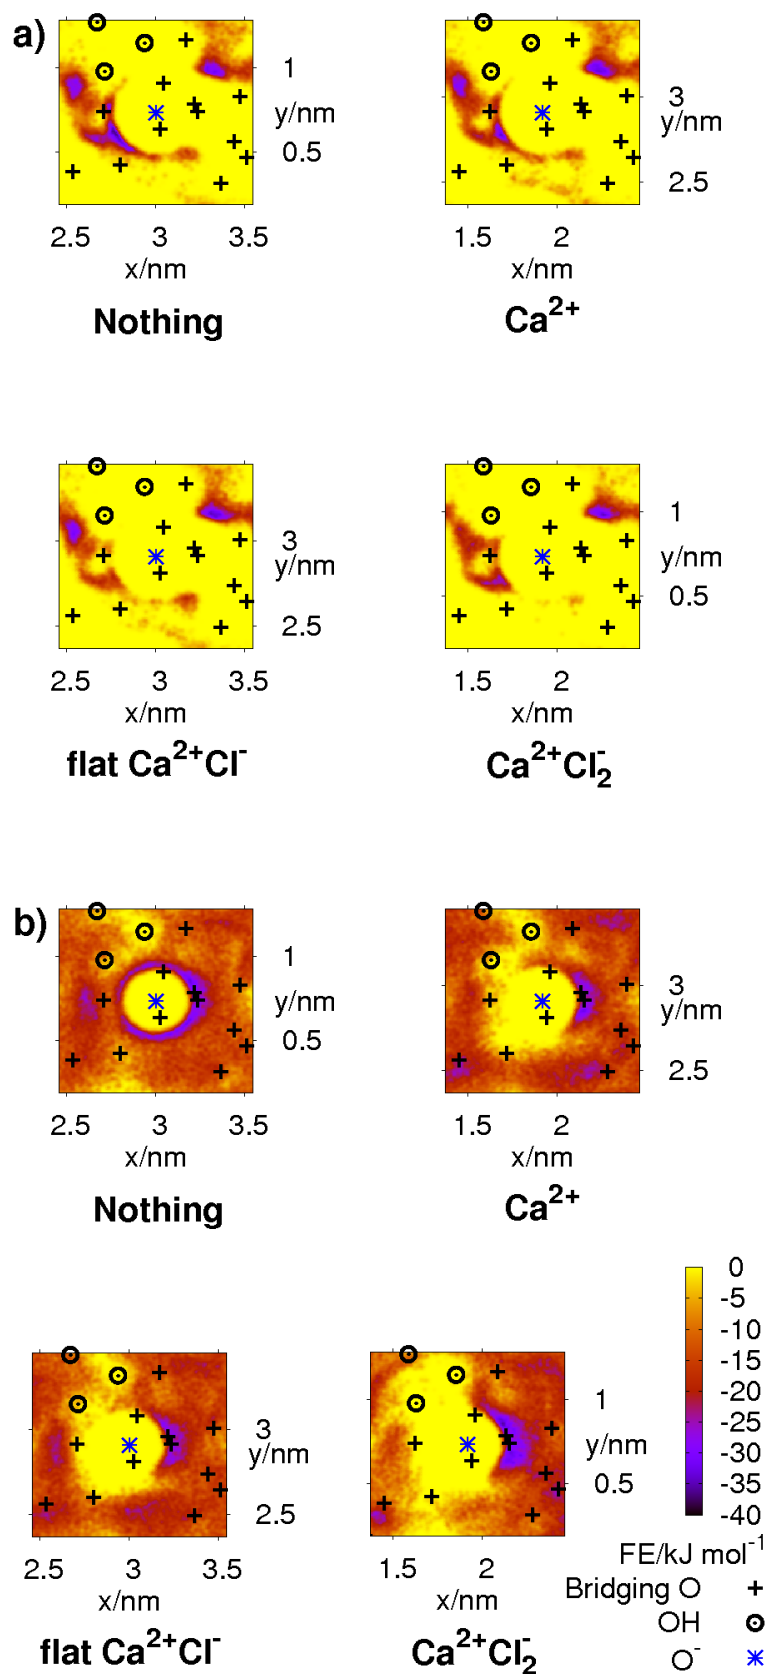 a)
1
3
y/nm
y/nm
0.5
2.5
2.5 3 3.5
1.5 2
x/nm
x/nm
Nothing
Ca2+
3
1
y/nm
y/nm
2.5
0.5
2.5 3 3.5
1.5 2
x/nm
x/nm
flat Ca2+Cl-
Ca2+Cl2-
b)
1
3
y/nm
y/nm
0.5
2.5
2.5 3 3.5
1.5 2
x/nm
x/nm
Nothing
Ca2+
0
-5
-10
-15
-20
-25
-30
-35
-40
3
1
y/nm
y/nm
2.5
0.5
2.5 3 3.5
1.5 2
x/nm
x/nm
flat Ca2+Cl-
Ca2+Cl2-
FE/kJ mol-1
Bridging O
OH
O-